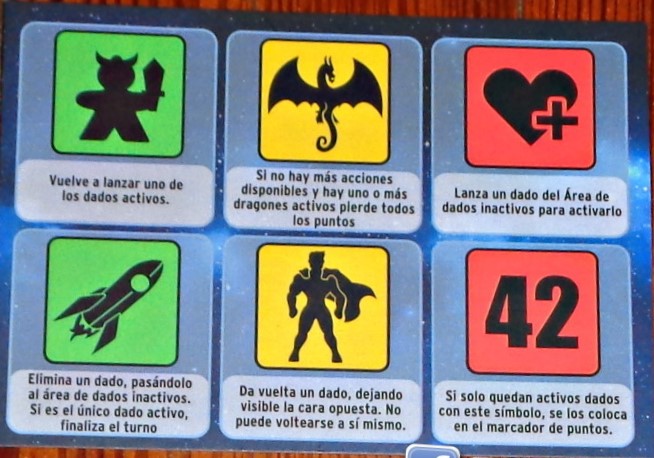 Vuelve a lanzar uno de
los dados activos.
Si no hay más acciones
disponibles y hay uno o más
dragones activos pierde todos
los puntos
Lanza un dado del Área de
dados inactivos para activarlo
Elimina un dado, pasándolo
al área de dados inactivos.
Si es el único dado activo,
finaliza el turno
Da vuelta un dado, dejando
visible la cara opuesta. No
puede voltearse a sí mismo.
42
Si solo quedan activos dados
con este símbolo, se los coloca
en el marcador de puntos.